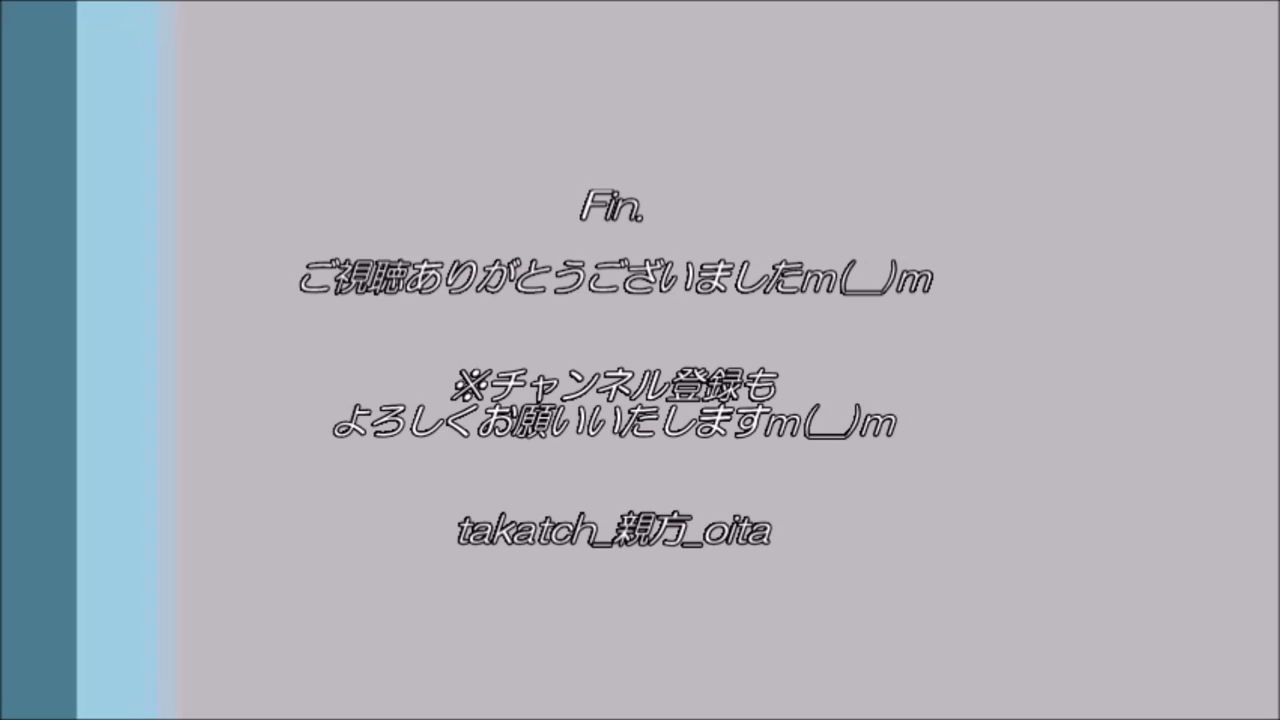 Fin.
ご視聴ありがとうございましたm(__)m
※チャンネル登録も
よろしくお願いいたしますm(__)m
takatch_親方_oita